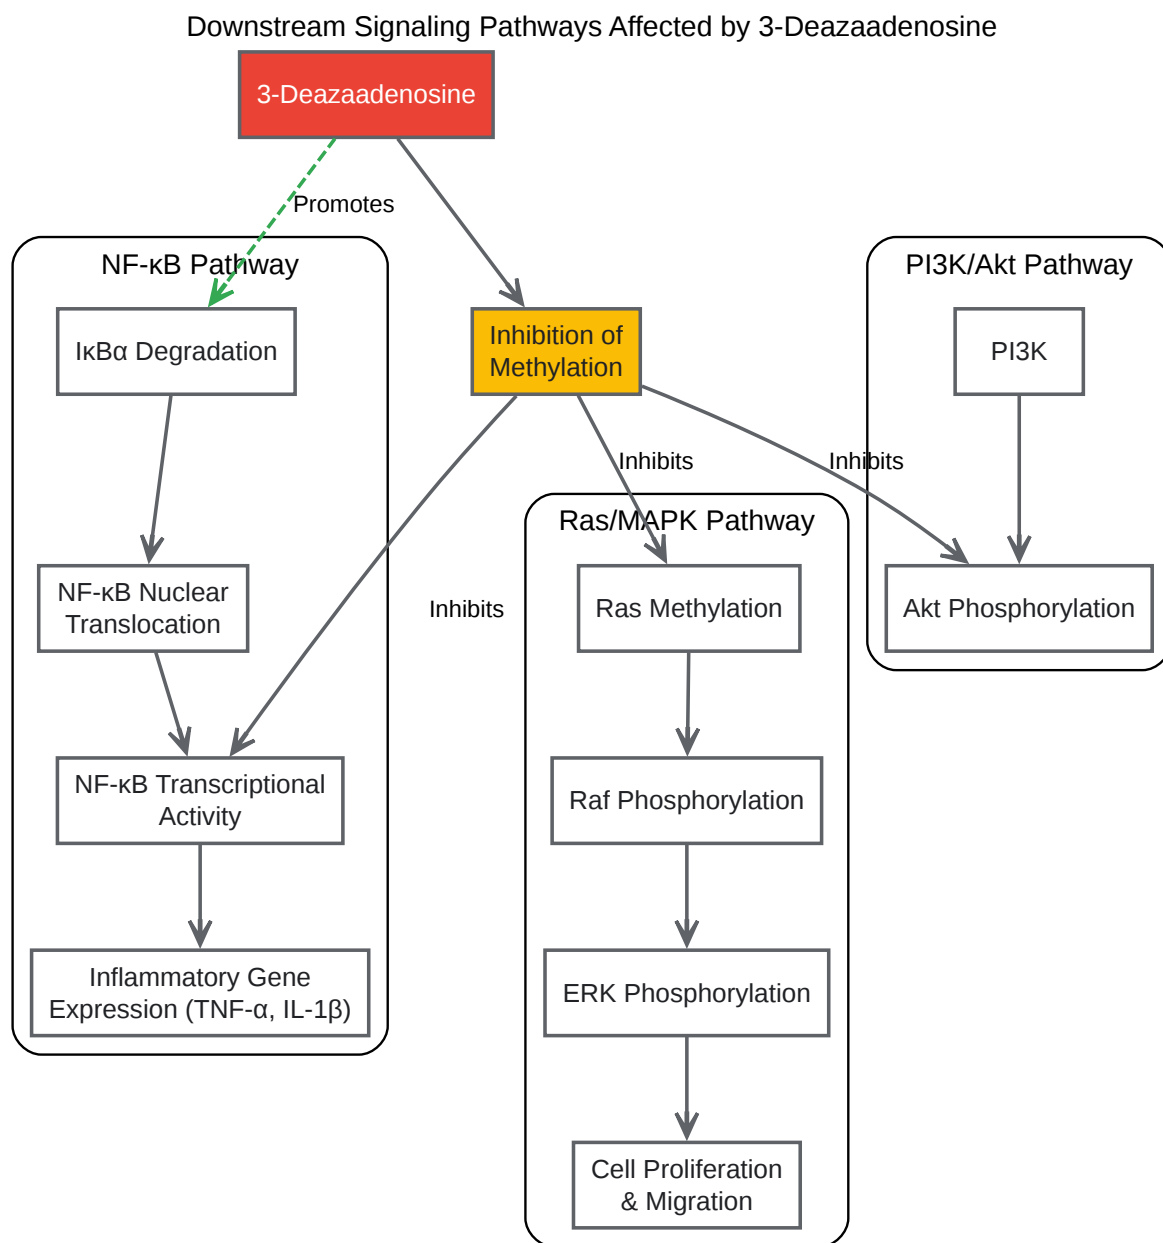 Downstream Signaling Pathways Affected by 3-Deazaadenosine
3-Deazaadenosine
Promotes
NF-κB Pathway
PI3K/Akt Pathway
IκBα Degradation
Inhibition of
Methylation
PI3K
Inhibits
Inhibits
Ras/MAPK Pathway
NF-κB Nuclear
Translocation
Inhibits
Ras Methylation
Akt Phosphorylation
NF-κB Transcriptional
Activity
Raf Phosphorylation
Inflammatory Gene
Expression (TNF-α, IL-1β)
ERK Phosphorylation
Cell Proliferation
& Migration